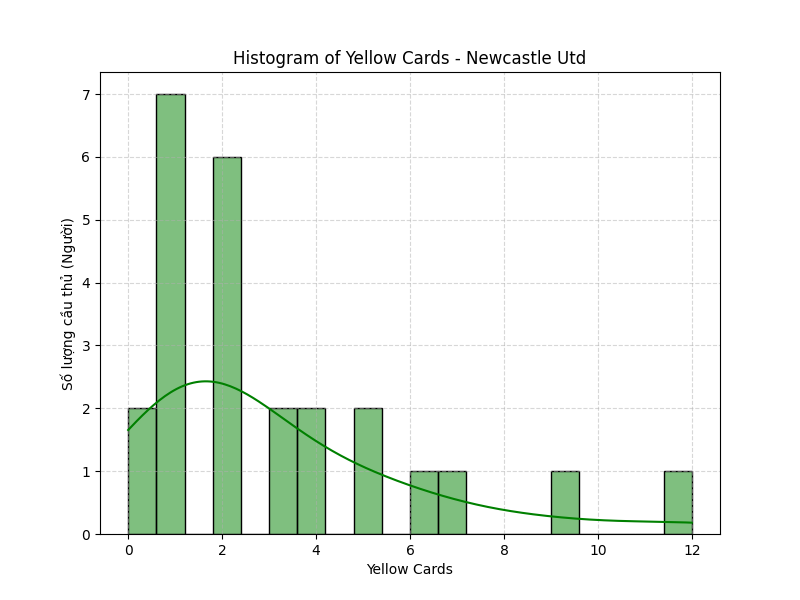 Histogram of Yellow Cards - Newcastle Utd
Số lượng cầu thủ (Người)
7
6
5
4
3
2
1
0
0 2 4 6 8 10 12
Yellow Cards